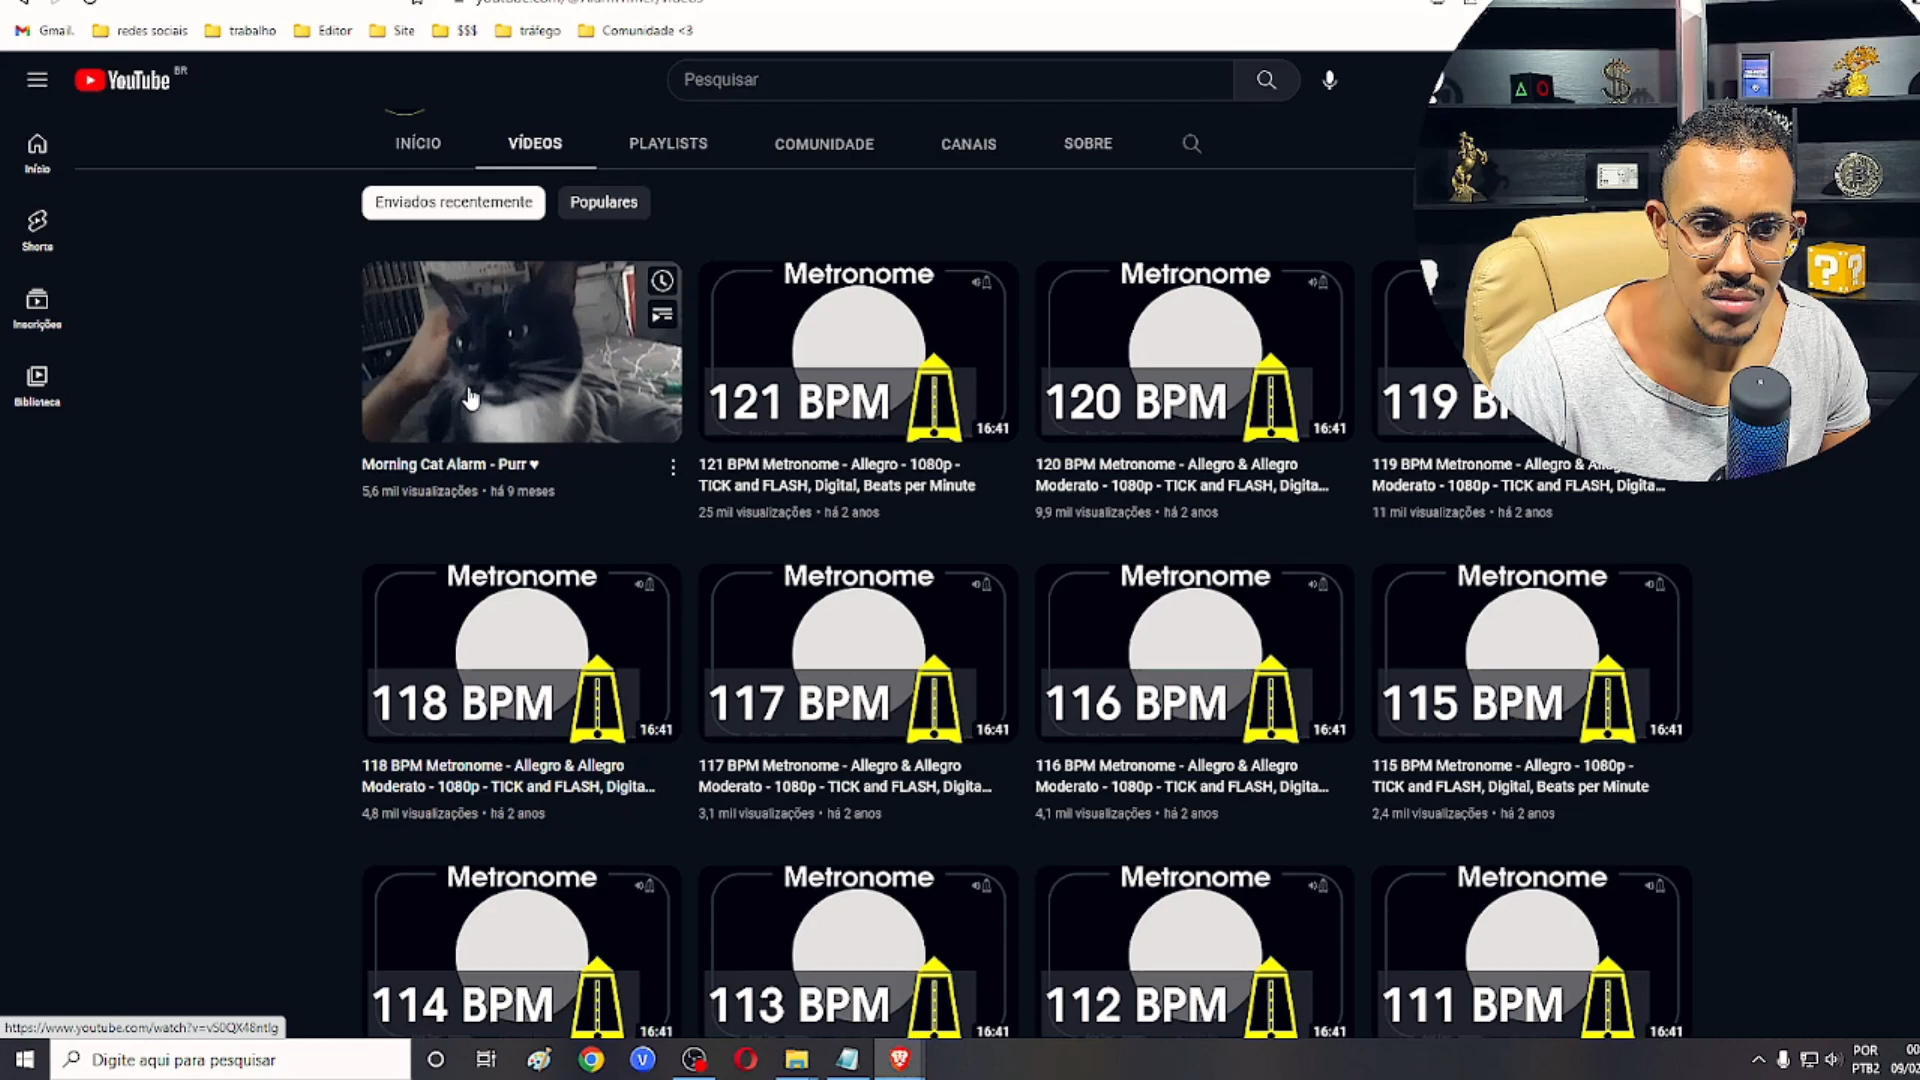 Gmail
redes sociais
trabalho
Editor
Site
$$$
tráfego
Comunidade <3
YouTube BR
Pesquisar
INÍCIO
VÍDEOS
PLAYLISTS
COMUNIDADE
CANAIS
SOBRE
Início
Shorts
Inscrições
Biblioteca
Enviados recentemente
Populares
Metronome
121 BPM
16:41
Metronome
120 BPM
16:41
119
Morning Cat Alarm - Purr ♥
5,6 mil visualizações • há 9 meses
121 BPM Metronome - Allegro - 1080p -
TICK and FLASH, Digital, Beats per Minute
25 mil visualizações • há 2 anos
120 BPM Metronome - Allegro & Allegro
Moderato - 1080p - TICK and FLASH, Digita...
9,9 mil visualizações • há 2 anos
119 BPM Metronome - Allegro &
Moderato - 1080p - TICK and FLASH, Digita...
11 mil visualizações • há 2 anos
Metronome
118 BPM
16:41
Metronome
117 BPM
16:41
Metronome
116 BPM
16:41
Metronome
115 BPM
16:41
118 BPM Metronome - Allegro & Allegro
Moderato - 1080p - TICK and FLASH, Digita...
4,8 mil visualizações • há 2 anos
117 BPM Metronome - Allegro & Allegro
Moderato - 1080p - TICK and FLASH, Digita...
3,1 mil visualizações • há 2 anos
116 BPM Metronome - Allegro & Allegro
Moderato - 1080p - TICK and FLASH, Digita...
4,1 mil visualizações • há 2 anos
115 BPM Metronome - Allegro - 1080p -
TICK and FLASH, Digital, Beats per Minute
2,4 mil visualizações • há 2 anos
Metronome
114 BPM
16:41
Metronome
113 BPM
16:41
Metronome
112 BPM
16:41
Metronome
111 BPM
16:41
https://www.youtube.com/watch?v=vS0QX48ntIg
Digite aqui para pesquisar
POR
PTB2
00
09/02